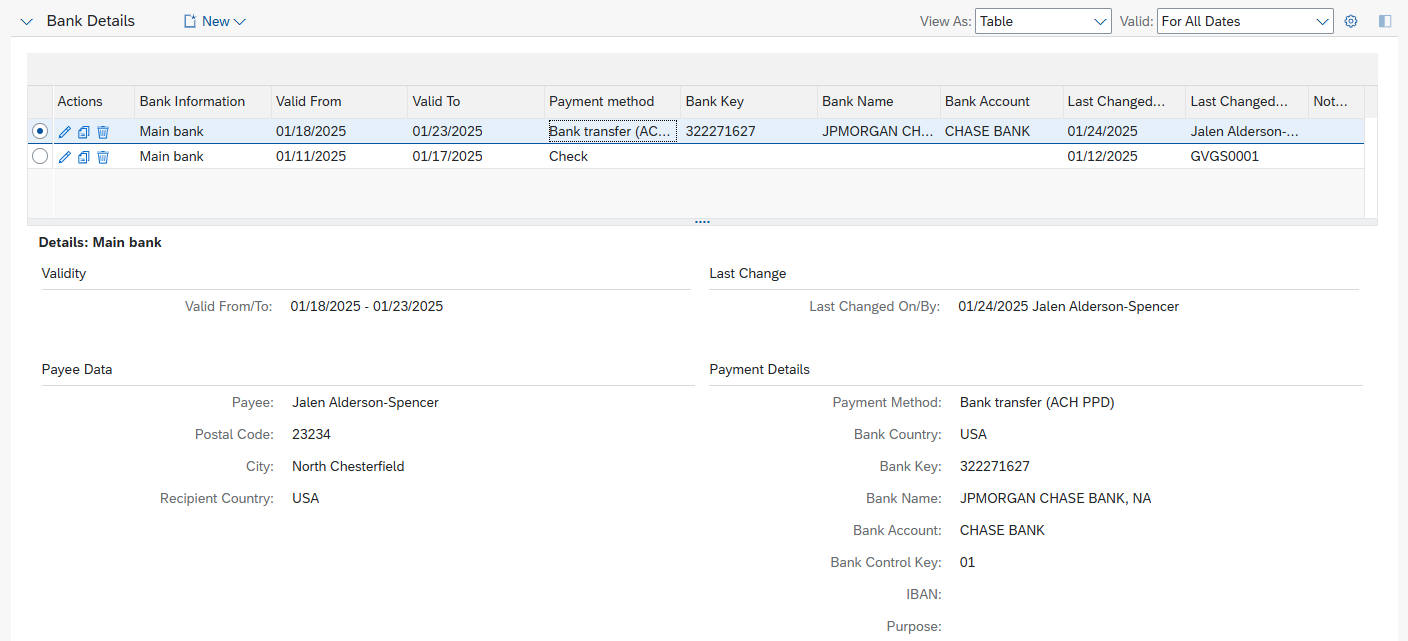 Bank Details New View As: Table Valid: For All Dates
Actions Bank Information Valid From Valid To Payment method Bank Key Bank Name Bank Account Last Changed... Last Changed... Not...
Main bank 01/18/2025 01/23/2025 Bank transfer (AC... 322271627 JPMORGAN CH... CHASE BANK 01/24/2025 Jalen Alderson-...
Main bank 01/11/2025 01/17/2025 Check 01/12/2025 GVGS0001
Details: Main bank
Validity Last Change
Valid From/To: 01/18/2025 - 01/23/2025 Last Changed On/By: 01/24/2025 Jalen Alderson-Spencer
Payee Data Payment Details
Payee: Jalen Alderson-Spencer Payment Method: Bank transfer (ACH PPD)
Postal Code: 23234 Bank Country: USA
City: North Chesterfield Bank Key: 322271627
Recipient Country: USA Bank Name: JPMORGAN CHASE BANK, NA
Bank Account: CHASE BANK
Bank Control Key: 01
IBAN:
Purpose: